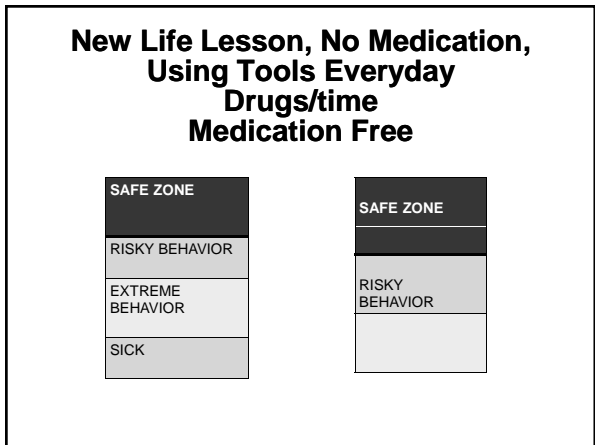 New Life Lesson, No Medication,
Using Tools Everyday
Drugs/time
Medication Free
SAFE ZONE
RISKY BEHAVIOR
EXTREME
BEHAVIOR
SICK
SAFE ZONE
RISKY
BEHAVIOR